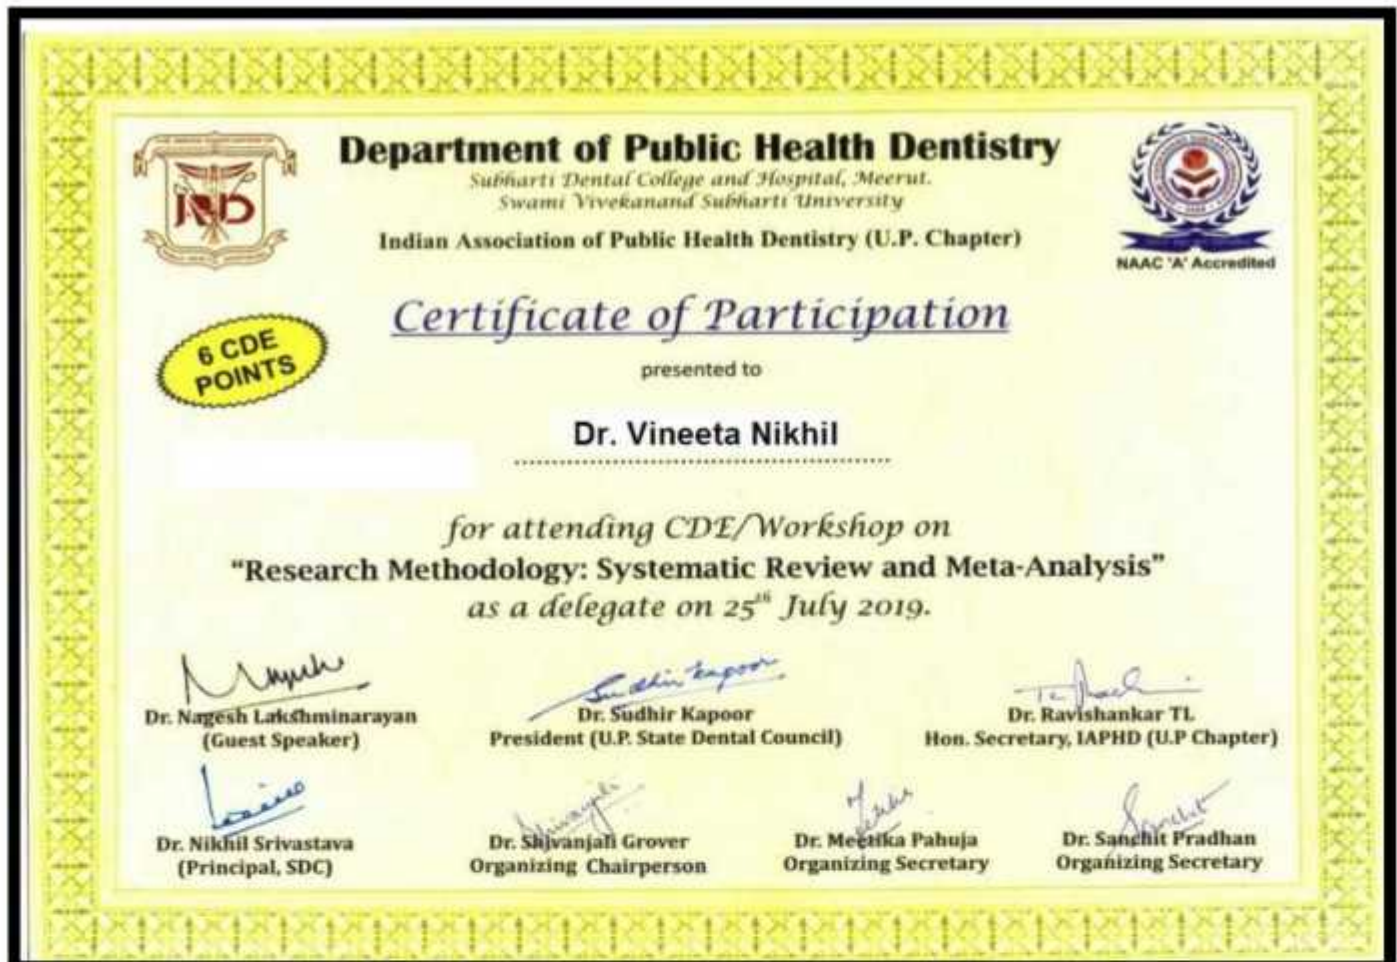 Department of Public Health Dentistry
Subharti Dental College and Hospital, Meerut.
Swami Vivekanand Subharti University
Indian Association of Public Health Dentistry (U.P. Chapter)
NAAC 'A' Accredited
Certificate of Participation
6 CDE
POINTS
presented to
Dr. Vineeta Nikhil
for attending CDE/Workshop on
"Research Methodology: Systematic Review and Meta-Analysis"
as a delegate on 25th July 2019.
Sudhir Kapoor
Dr. Nagesh Lakshminarayan
(Guest Speaker)
Dr. Sudhir Kapoor
President (U.P. State Dental Council)
Dr. Ravishankar TL
Hon. Secretary, IAPHD (U.P Chapter)
Dr. Nikhil Srivastava
(Principal, SDC)
Dr. Shivanjali Grover
Organizing Chairperson
Dr. Meetika Pahuja
Organizing Secretary
Dr. Sanchit Pradhan
Organizing Secretary